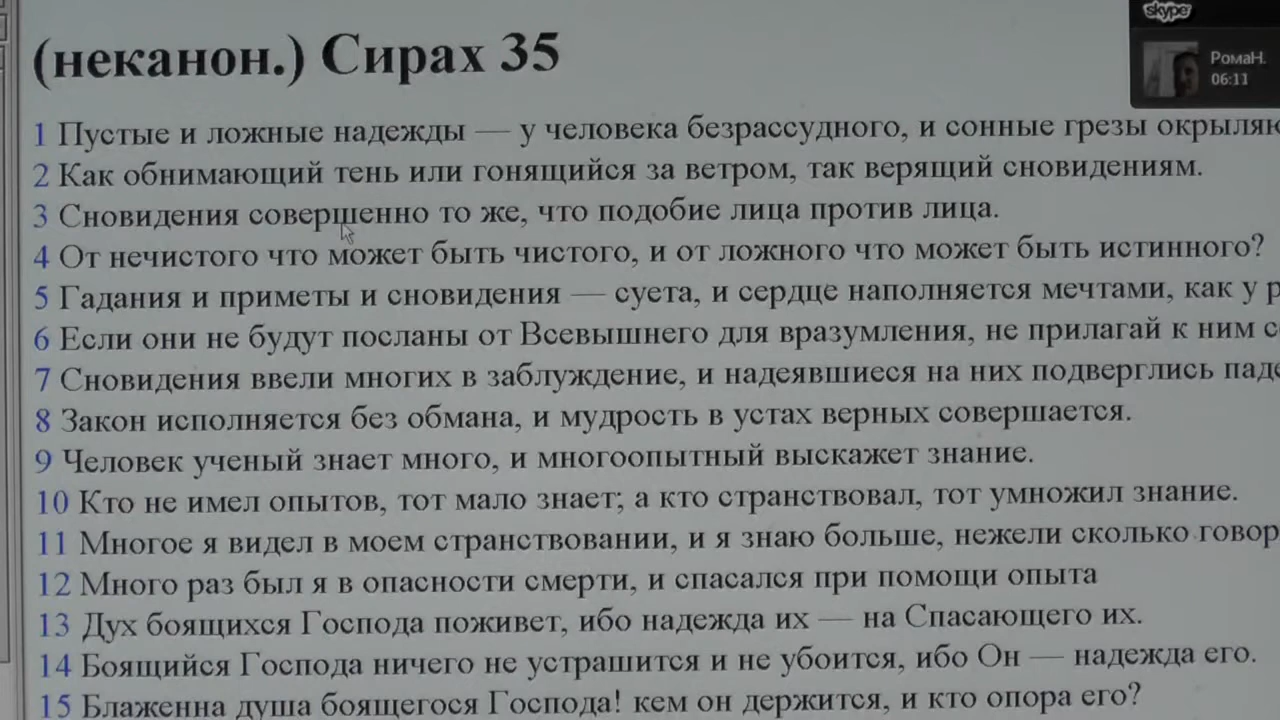 (неканон.) Сирах 35
skype
РомаН.
06:11
1 Пустые и ложные надежды — у человека безрассудного, и сонные грезы окрыля
2 Как обнимающий тень или гонящийся за ветром, так верящий сновидениям.
3 Сновидения совершенно то же, что подобие лица против лица.
4 От нечистого что может быть чистого, и от ложного что может быть истинного?
5 Гадания и приметы и сновидения — суета, и сердце наполняется мечтами, как у р
6 Если они не будут посланы от Всевышнего для вразумления, не прилагай к ним с
7 Сновидения ввели многих в заблуждение, и надеявшиеся на них подверглись пад
8 Закон исполняется без обмана, и мудрость в устах верных совершается.
9 Человек ученый знает много, и многоопытный выскажет знание.
10 Кто не имел опытов, тот мало знает; а кто странствовал, тот умножил знание.
11 Многое я видел в моем странствовании, и я знаю больше, нежели сколько говор
12 Много раз был я в опасности смерти, и спасался при помощи опыта
13 Дух боящихся Господа поживет, ибо надежда их — на Спасающего их.
14 Боящийся Господа ничего не устрашится и не убоится, ибо Он — надежда его.
15 Блаженна душа боящегося Господа! кем он держится, и кто опора его?